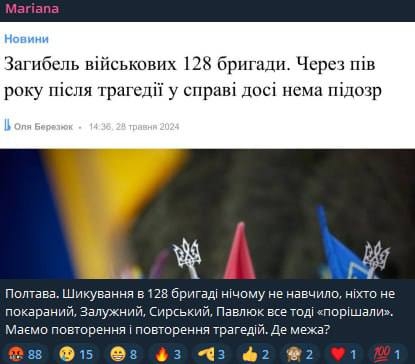 Mariana
Новини
Загибель військових 128 бригади. Через пів
року після трагедії у справі досі нема підозр
Оля Березюк • 14:36, 28 травня 2024
Полтава. Шикування в 128 бригаді нічому не навчило, ніхто не
покараний, Залужний, Сирський, Павлюк все тоді «порішали».
Маємо повторення і повторення трагедій. Де межа?
88 15 8 3 3 2 2 1 100 1